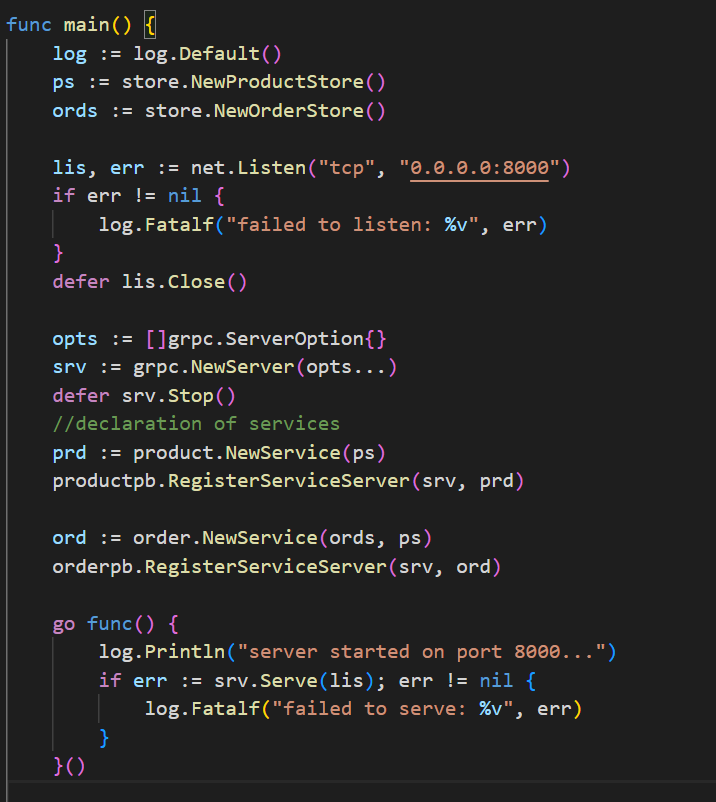 func main() {
    log := log.Default()
    ps := store.NewProductStore()
    ords := store.NewOrderStore()

    lis, err := net.Listen("tcp", "0.0.0.0:8000")
    if err != nil {
        log.Fatalf("failed to listen: %v", err)
    }
    defer lis.Close()

    opts := []grpc.ServerOption{}
    srv := grpc.NewServer(opts...)
    defer srv.Stop()
    //declaration of services
    prd := product.NewService(ps)
    productpb.RegisterServiceServer(srv, prd)

    ord := order.NewService(ords, ps)
    orderpb.RegisterServiceServer(srv, ord)

    go func() {
        log.Println("server started on port 8000...")
        if err := srv.Serve(lis); err != nil {
            log.Fatalf("failed to serve: %v", err)
        }
    }()